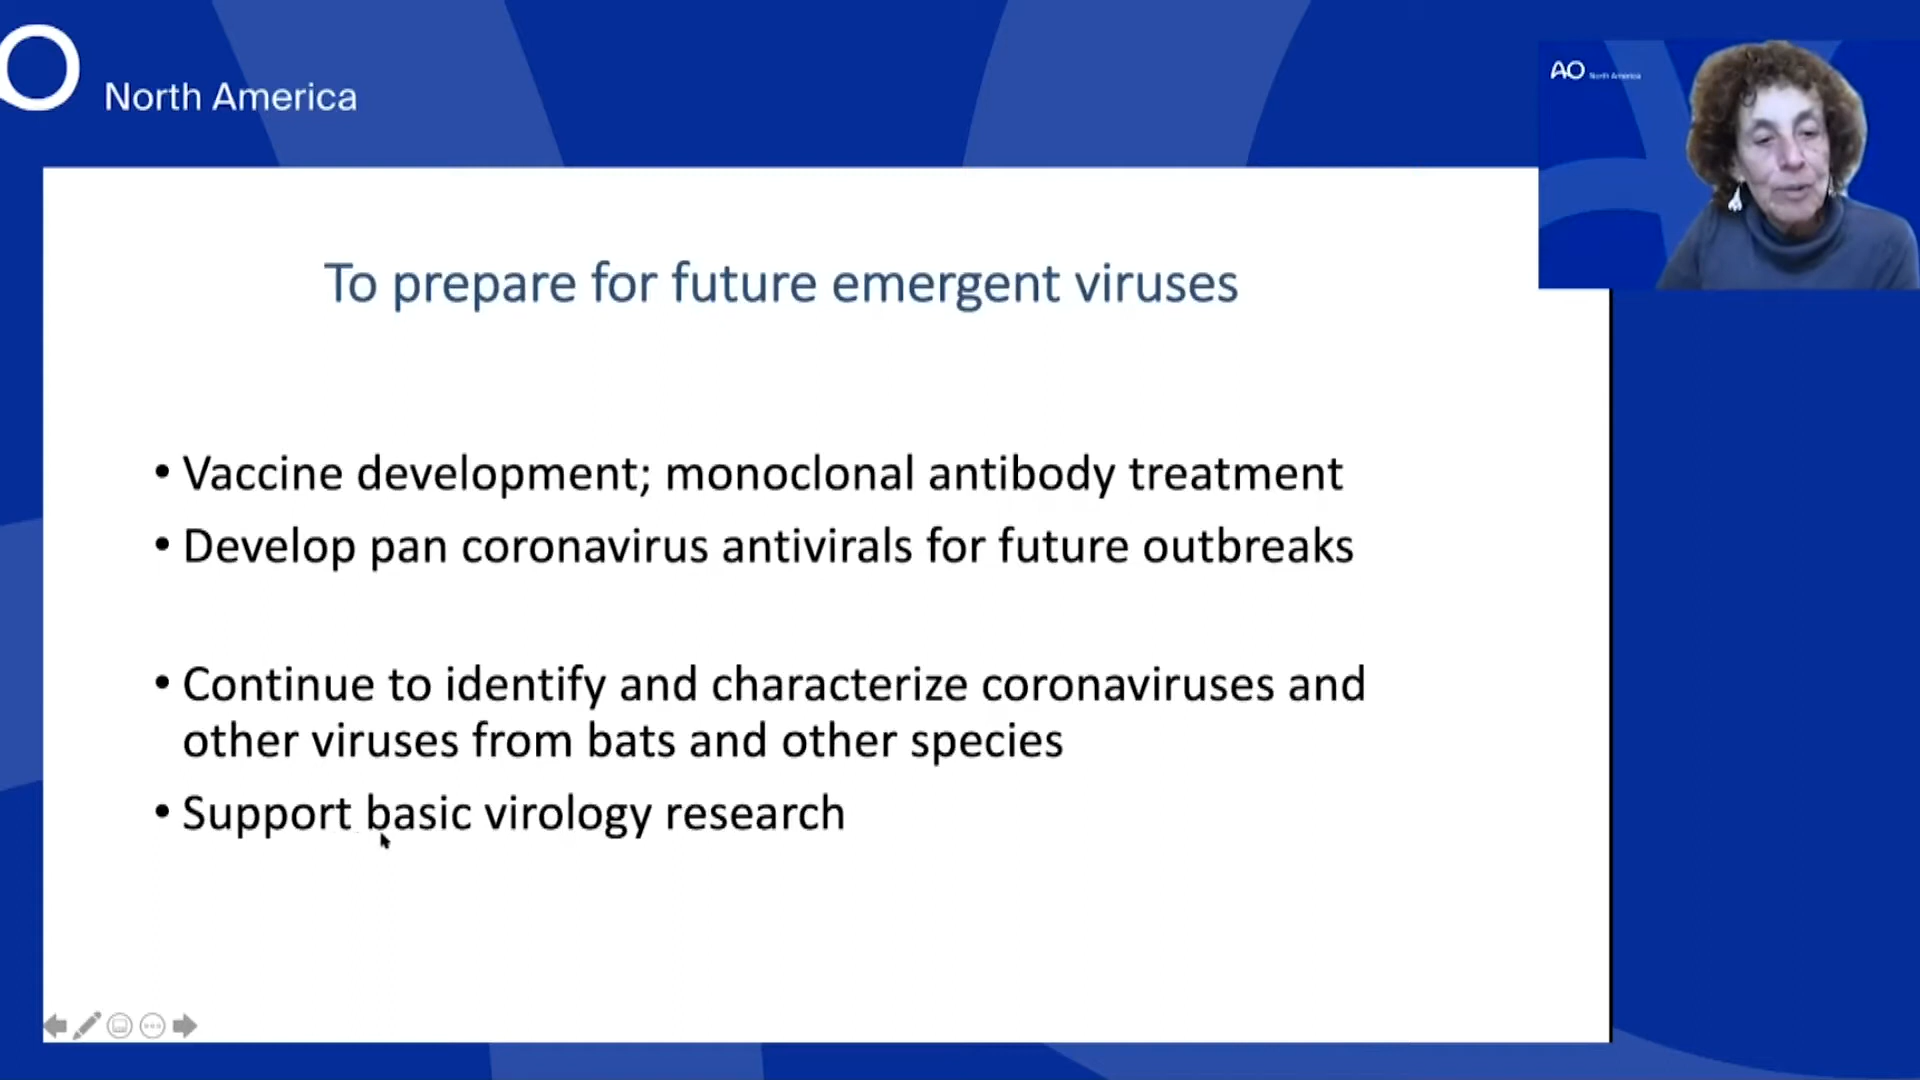 O North America
AO North America
To prepare for future emergent viruses
• Vaccine development; monoclonal antibody treatment
• Develop pan coronavirus antivirals for future outbreaks
• Continue to identify and characterize coronaviruses and
other viruses from bats and other species
• Support basic virology research